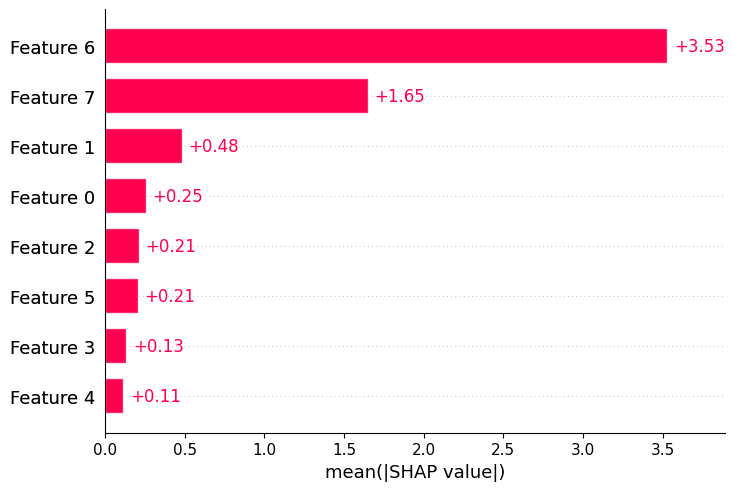 Feature 6 +3.53
Feature 7 +1.65
Feature 1 +0.48
Feature 0 +0.25
Feature 2 +0.21
Feature 5 +0.21
Feature 3 +0.13
Feature 4 +0.11
0.0 0.5 1.0 1.5 2.0 2.5 3.0 3.5
mean(|SHAP value|)